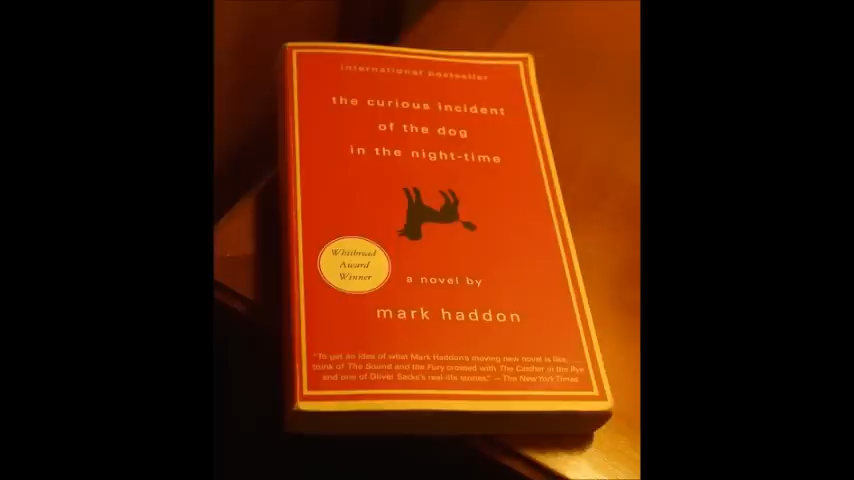 international bestseller
the curious incident
of the dog
in the night-time
Whitbread
Award
Winner
a novel by
mark haddon
"To get an idea of what Mark Haddon's moving new novel is like,
think of The Sound and the Fury crossed with The Catcher in the Rye
and one of Oliver Sacks's real-life stories." —The New York Times